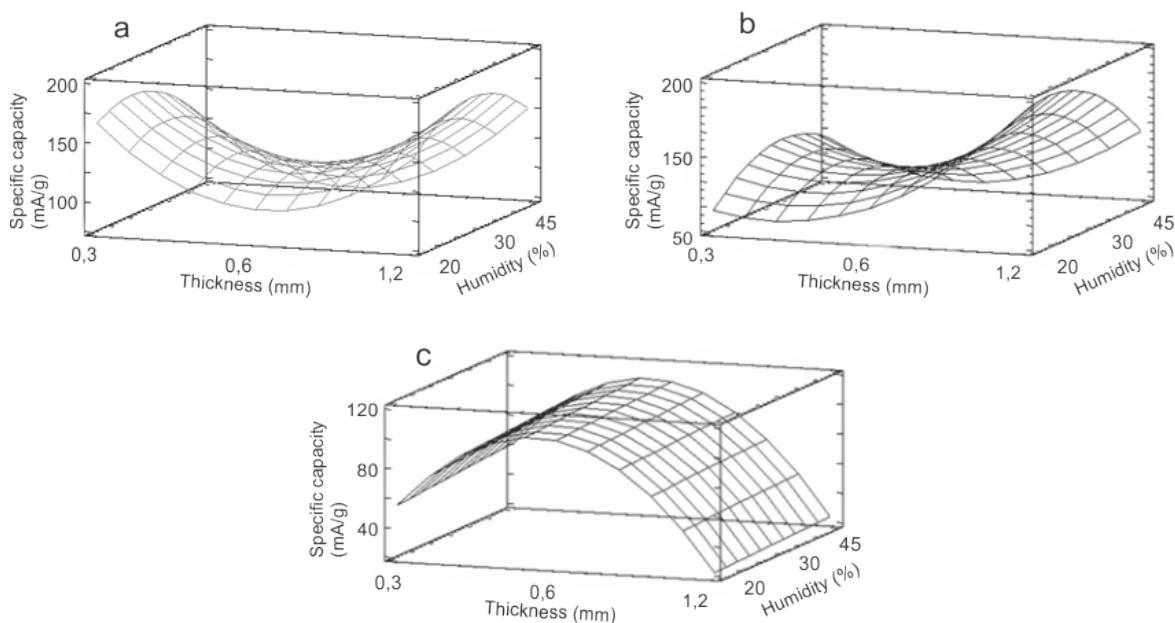 a
200
150
100
Specific capacity
(mA/g)
0,3
0,6
1,2
Thickness (mm)
20
30
45
Humidity (%)
b
200
150
50
Specific capacity
(mA/g)
0,3
0,6
1,2
Thickness (mm)
20
30
45
Humidity (%)
c
120
80
40
Specific capacity
(mA/g)
0,3
0,6
1,2
Thickness (mm)
20
30
45
Humidity (%)